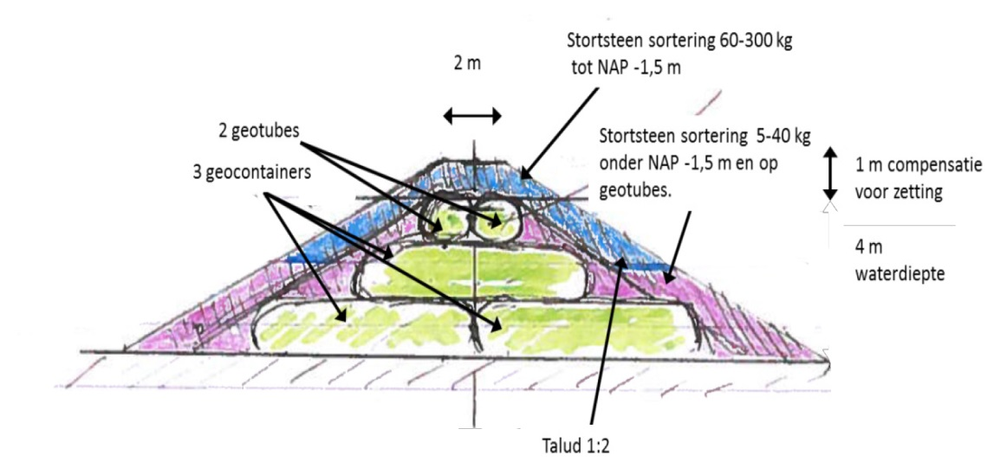 Stortsteen sortering 60-300 kg
tot NAP -1,5 m
2 m
2 geotubes
3 geocontainers
Stortsteen sortering 5-40 kg
onder NAP -1,5 m en op
geotubes.
1 m compensatie
voor zetting
4 m
waterdiepte
Talud 1:2